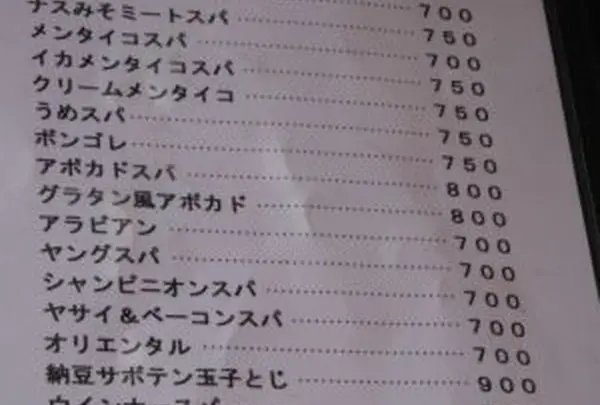 700
ナスみそミートスパ 750
メンタイコスパ 700
イカメンタイコスパ 750
クリームメンタイコ 750
うめスパ 750
ボンゴレ 750
アボカドスパ 800
グラタン風アボカド 800
アラビアン 700
ヤングスパ 700
シャンピニオンスパ 700
ヤサイ&ベーコンスパ 700
オリエンタル 700
納豆サボテン玉子とじ 900